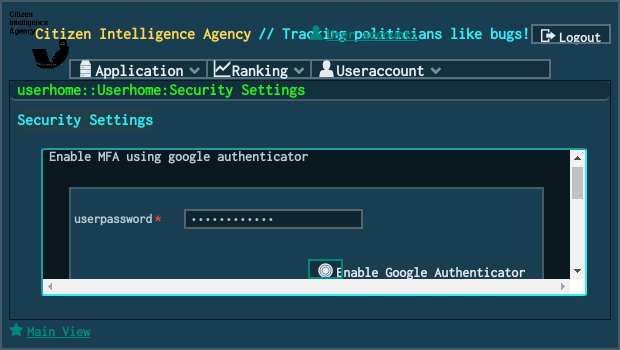 Citizen
Intelligence
Agency
Citizen Intelligence Agency // Tracking politicians like bugs!
Logout
Application Ranking Useraccount
userhome::Userhome:Security Settings
Security Settings
Enable MFA using google authenticator
userpassword*
Enable Google Authenticator
Main View